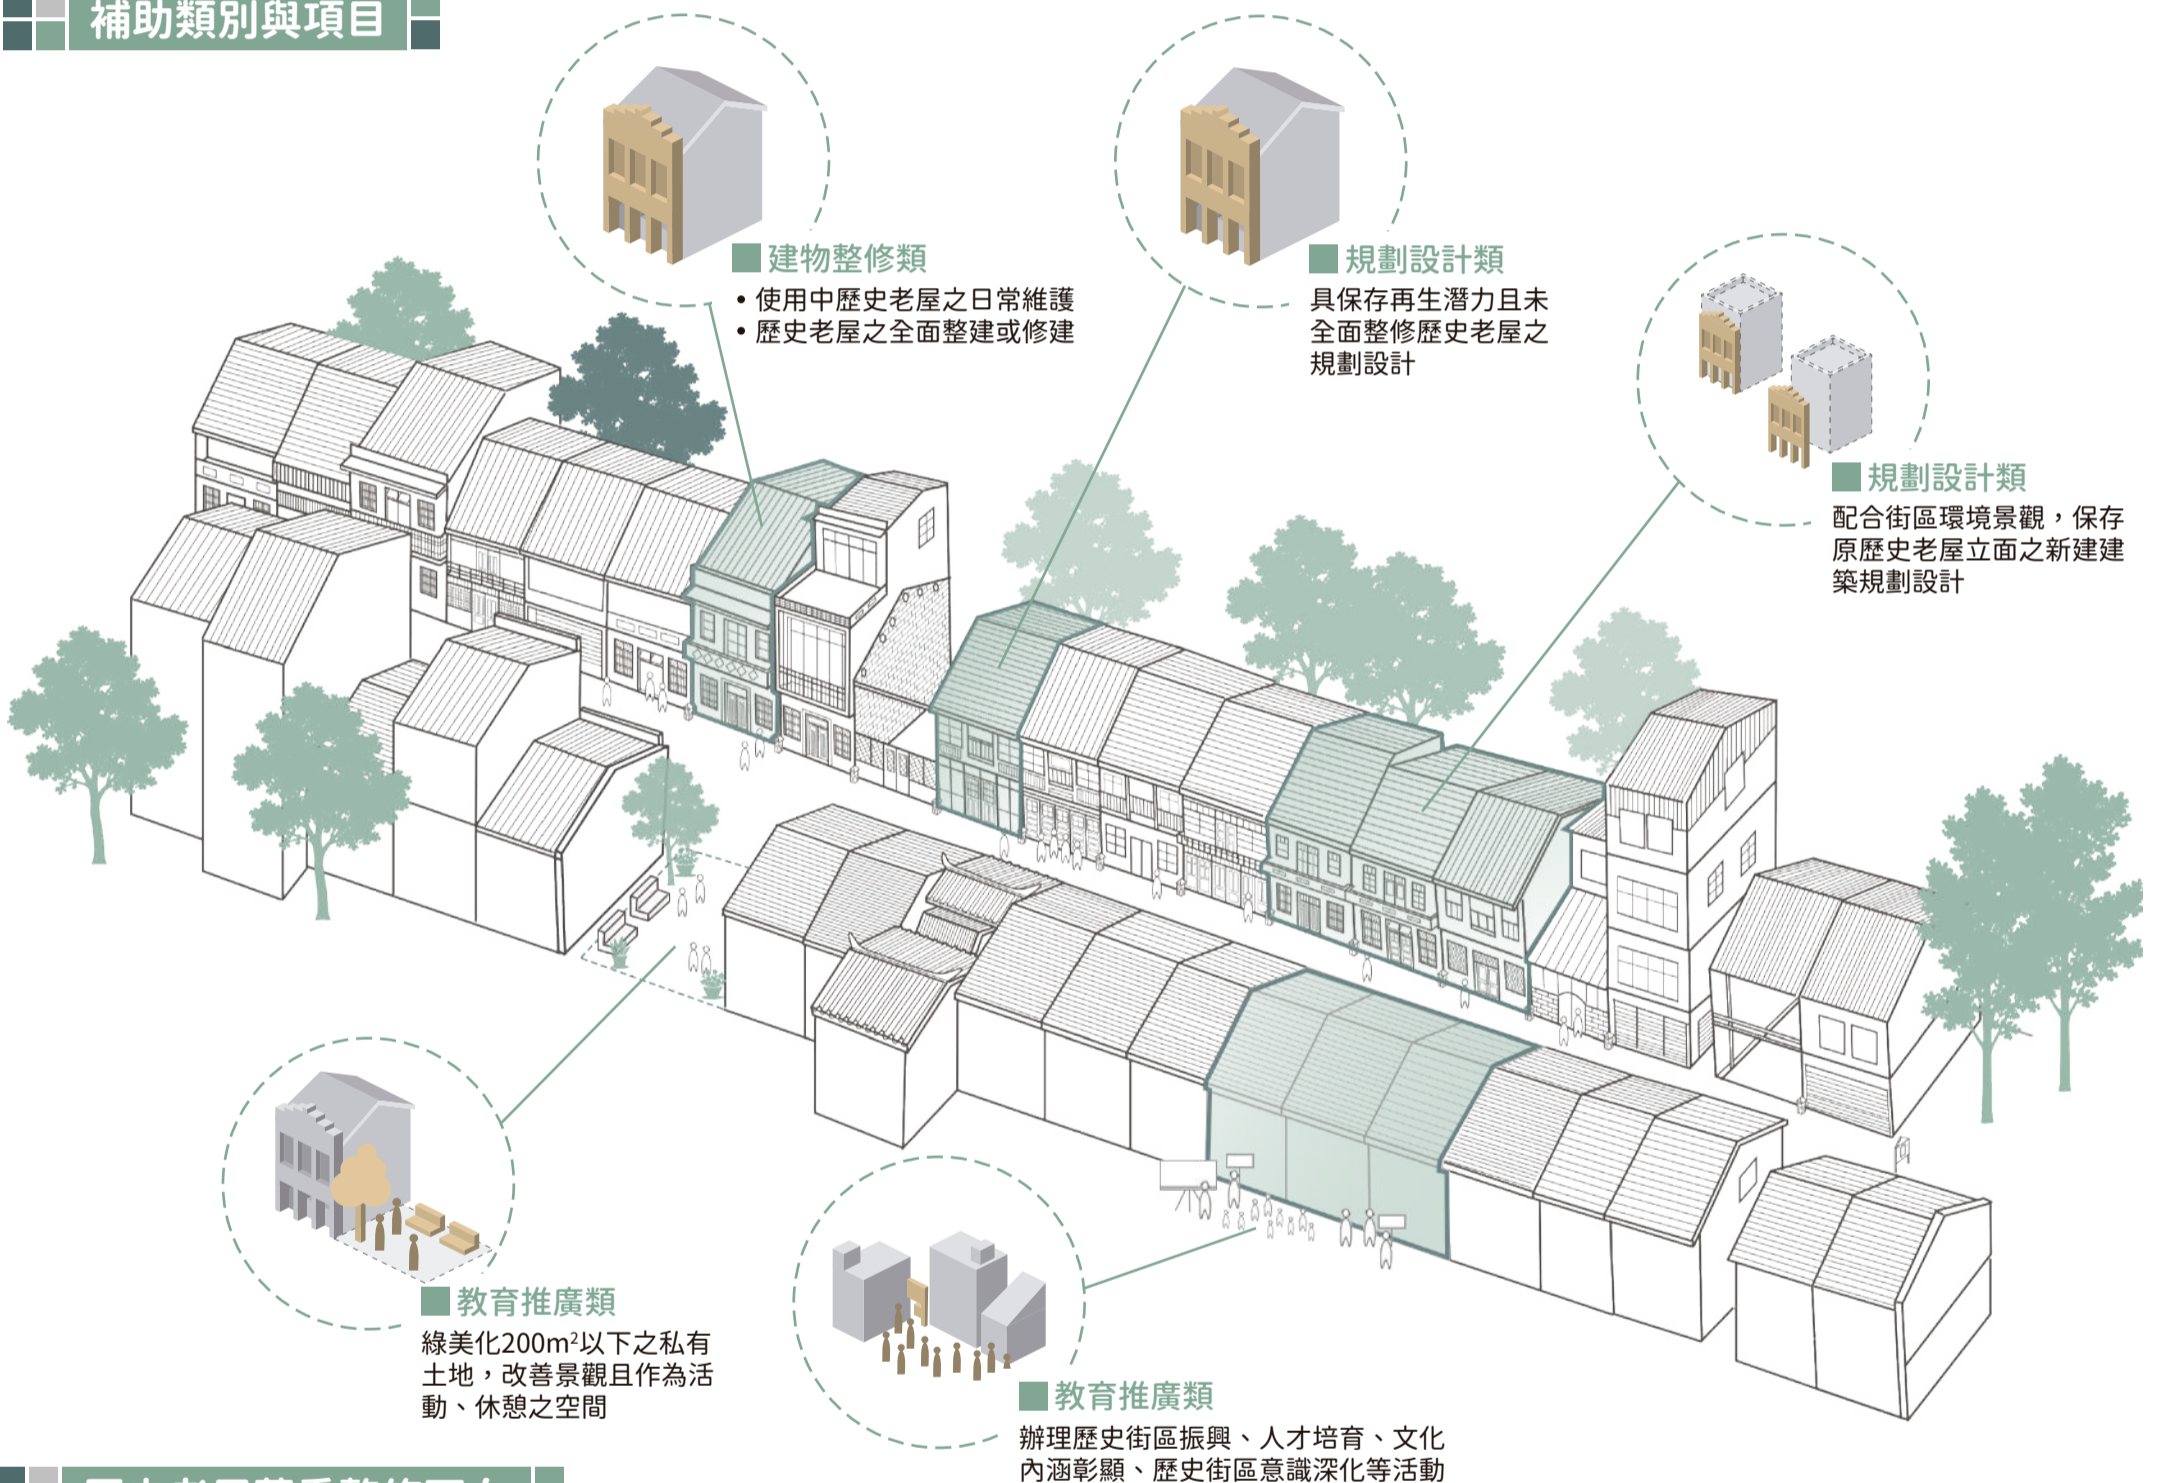 補助類別與項目
建物整修類
•使用中歷史老屋之日常維護
•歷史老屋之全面整建或修建
規劃設計類
具保存再生潛力且未
全面整修歷史老屋之
規劃設計
規劃設計類
配合街區環境景觀，保存
原歷史老屋立面之新建建
築規劃設計
教育推廣類
綠美化200m²以下之私有
土地，改善景觀且作為活
動、休憩之空間
教育推廣類
辦理歷史街區振興、人才培育、文化
內涵彰顯、歷史街區意識深化等活動